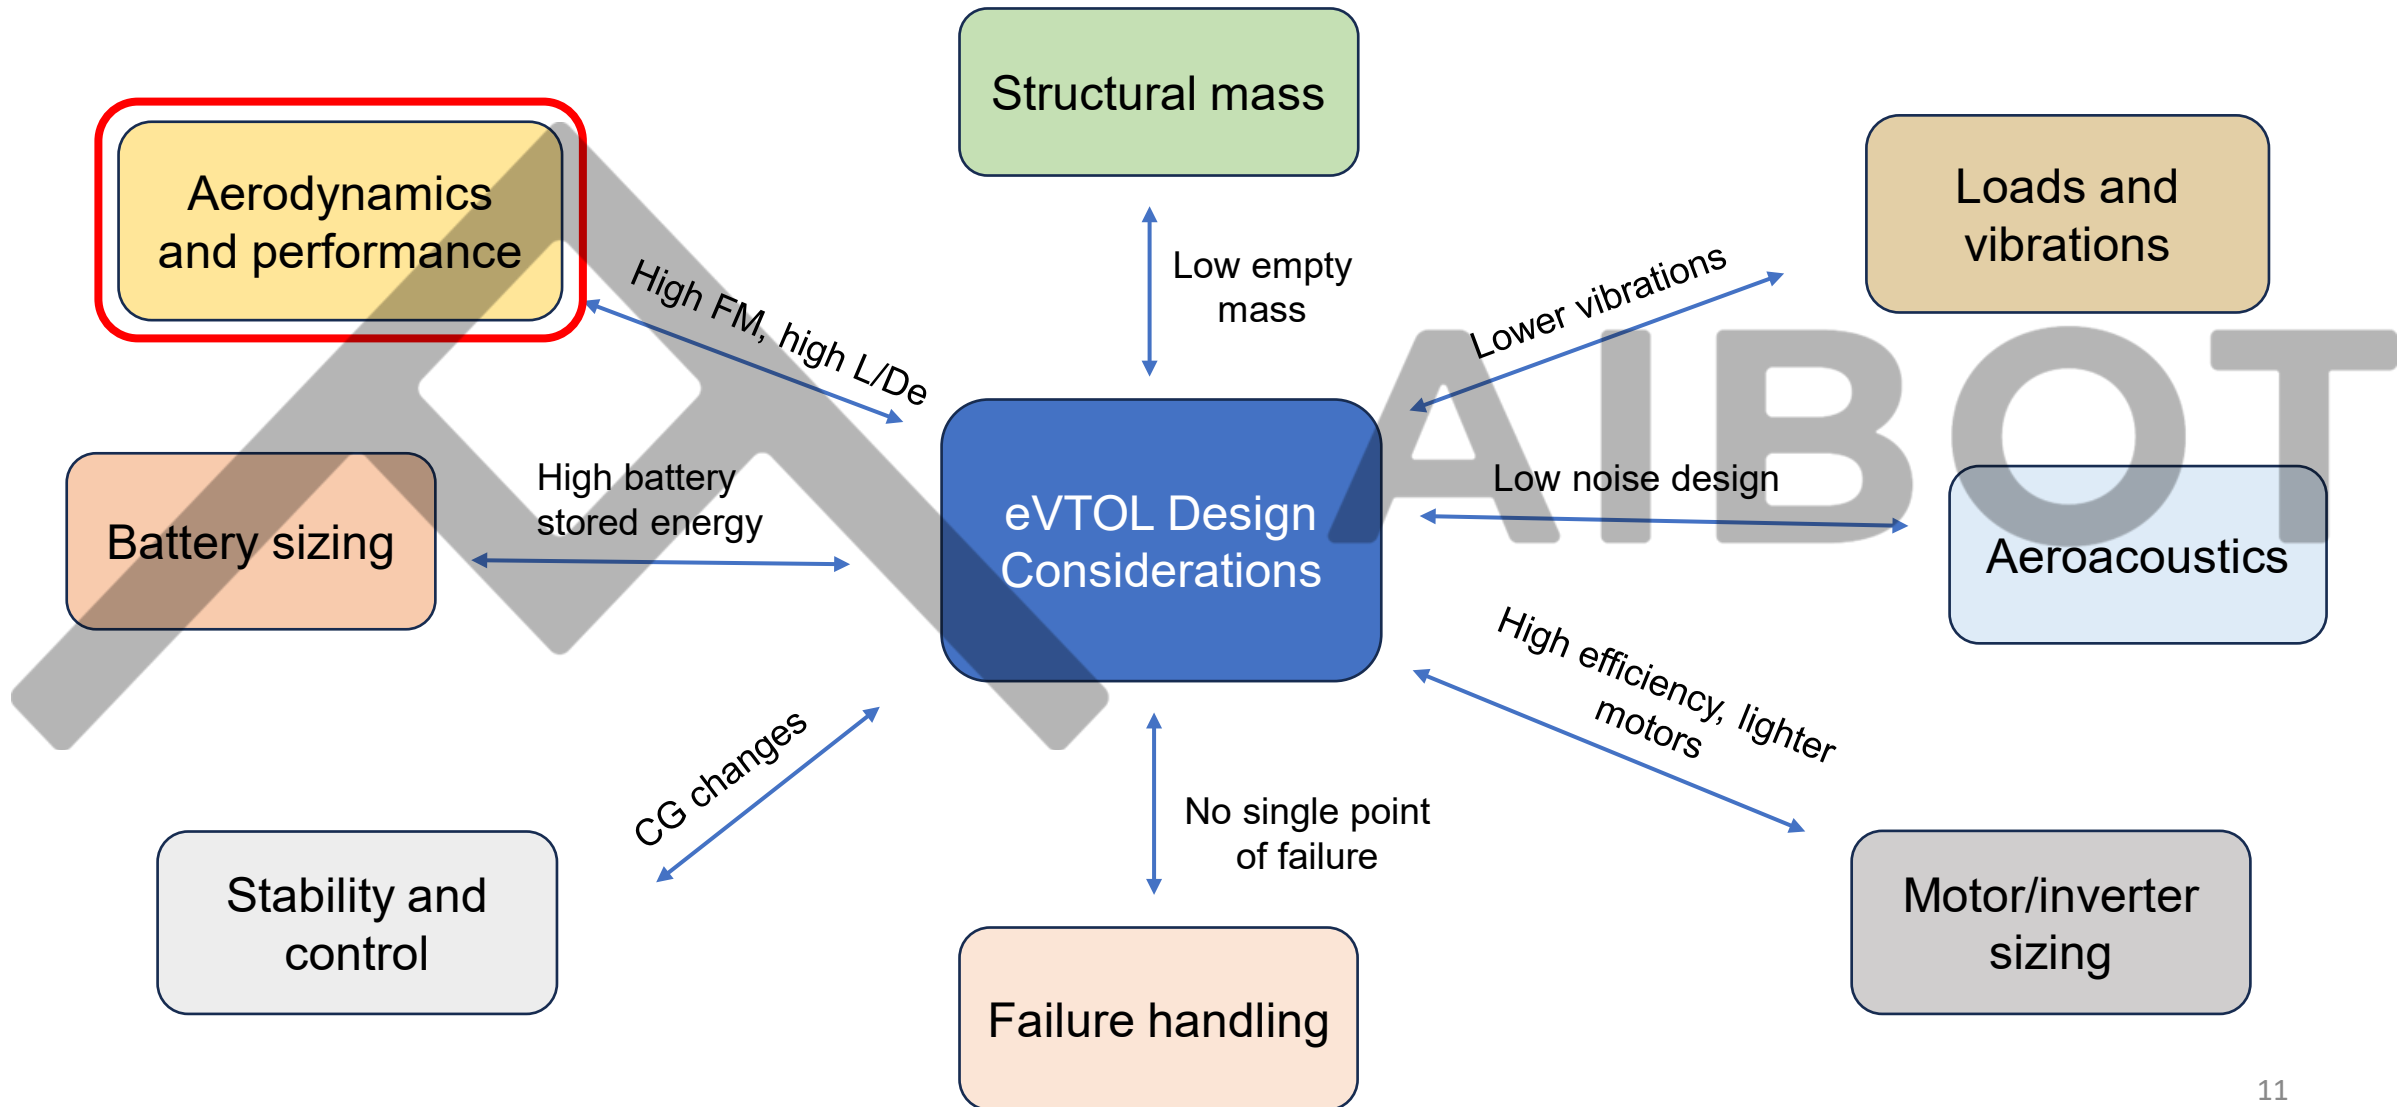 Structural mass
Aerodynamics
and performance
Loads and
vibrations
High FM, high L/De
Low empty
mass
Lower vibrations
AIBOT
Battery sizing
High battery
stored energy
eVTOL Design
Considerations
Low noise design
Aeroacoustics
High efficiency, lighter
motors
CG changes
No single point
of failure
Stability and
control
Failure handling
Motor/inverter
sizing
11